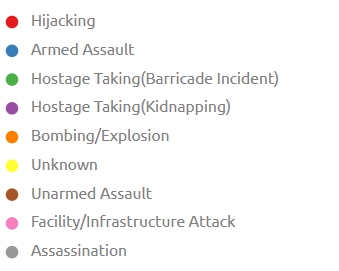 Hijacking
Armed Assault
Hostage Taking(Barricade Incident)
Hostage Taking(Kidnapping)
Bombing/Explosion
Unknown
Unarmed Assault
Facility/Infrastructure Attack
Assassination